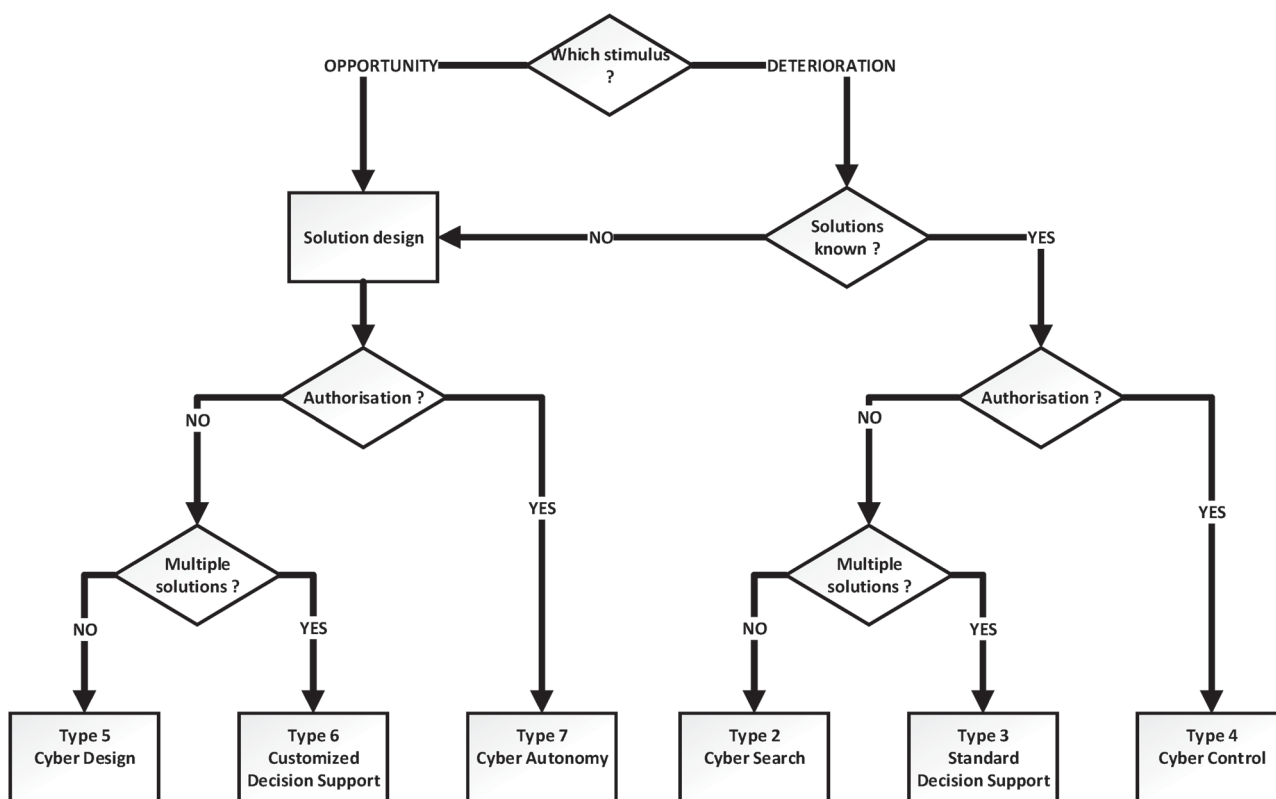 Which stimulus
?
OPPORTUNITY
DETERIORATION
Solution design
NO
Solutions
known ?
YES
Authorisation ?
Authorisation ?
NO
NO
YES
YES
Multiple
solutions ?
Multiple
solutions ?
NO
YES
NO
YES
Type 5
Cyber Design
Type 6
Customized
Decision Support
Type 7
Cyber Autonomy
Type 2
Cyber Search
Type 3
Standard
Decision Support
Type 4
Cyber Control